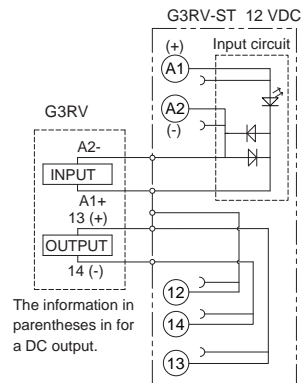 G3RV-ST 12 VDC
(+)
Input circuit
A1
A2
(-)
G3RV
A2-
INPUT
A1+
13 (+)
OUTPUT
14 (-)
The information in
parentheses in for
a DC output.
12
14
13